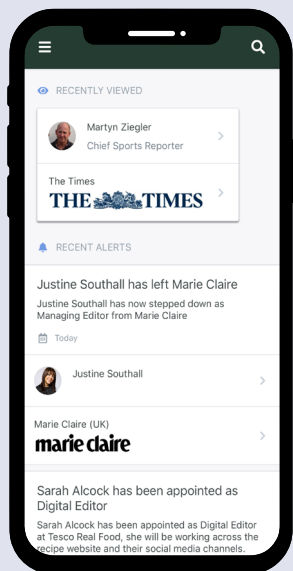 RECENTLY VIEWED
Martyn Ziegler
Chief Sports Reporter
The Times
THE TIMES
RECENT ALERTS
Justine Southall has left Marie Claire
Justine Southall has now stepped down as
Managing Editor from Marie Claire
Today
Justine Southall
Marie Claire (UK)
marie claire
Sarah Alcock has been appointed as
Digital Editor
Sarah Alcock has been appointed as Digital Editor
at Tesco Real Food, she will be working across the
recipe website and their social media channels.